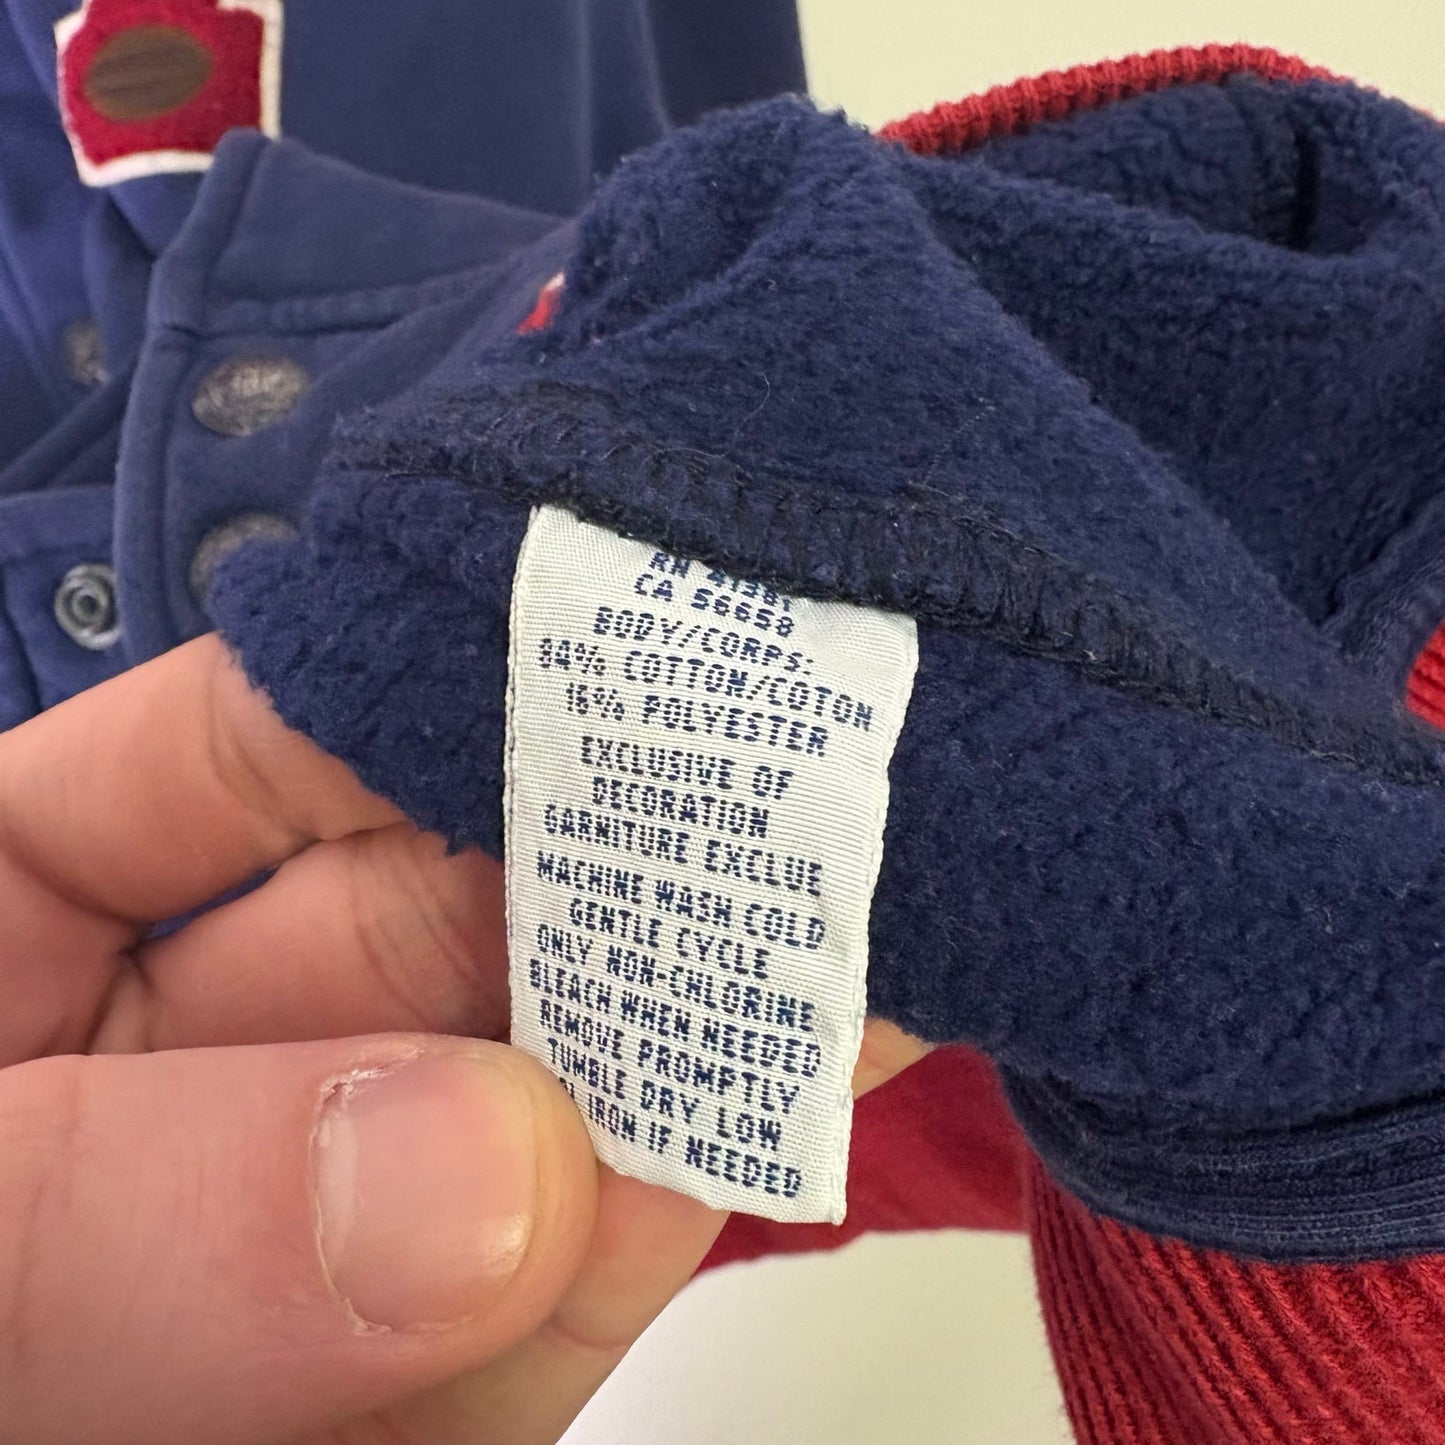 RN 41381
CA 56658
BODY/CORPS:
84% COTTON/COTON
16% POLYESTER
EXCLUSIVE OF
DECORATION
GARNITURE EXCLUE
MACHINE WASH COLD
GENTLE CYCLE
ONLY NON-CHLORINE
BLEACH WHEN NEEDED
REMOVE PROMPTLY
TUMBLE DRY LOW
IRON IF NEEDED